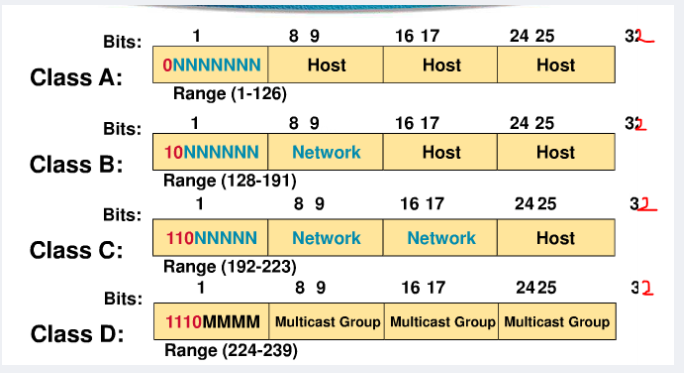 Bits: 1 8 9 16 17 24 25 32
Class A: 0NNNNNNN Host Host Host
Range (1-126)
Bits: 1 8 9 16 17 24 25 32
Class B: 10NNNNNN Network Host Host
Range (128-191)
Bits: 1 8 9 16 17 24 25 32
Class C: 110NNNNN Network Network Host
Range (192-223)
Bits: 1 8 9 16 17 24 25 32
Class D: 1110MMMM Multicast Group Multicast Group Multicast Group
Range (224-239)